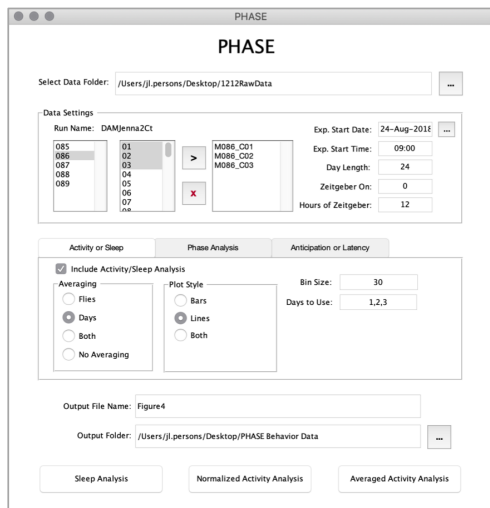 PHASE
PHASE
Select Data Folder: /Users/jl.persons/Desktop/1212RawData ...
Data Settings
Run Name: DAMJenna2Ct
085
086
087
088
089
01
02
03
04
05
06
07
08
>
x
M086_C01
M086_C02
M086_C03
Exp. Start Date: 24-Aug-2018 ...
Exp. Start Time: 09:00
Day Length: 24
Zeitgeber On: 0
Hours of Zeitgeber: 12
Activity or Sleep Phase Analysis Anticipation or Latency
Include Activity/Sleep Analysis
Averaging
Flies
Days
Both
No Averaging
Plot Style
Bars
Lines
Both
Bin Size: 30
Days to Use: 1,2,3
Output File Name: Figure4
Output Folder: /Users/jl.persons/Desktop/PHASE Behavior Data ...
Sleep Analysis Normalized Activity Analysis Averaged Activity Analysis